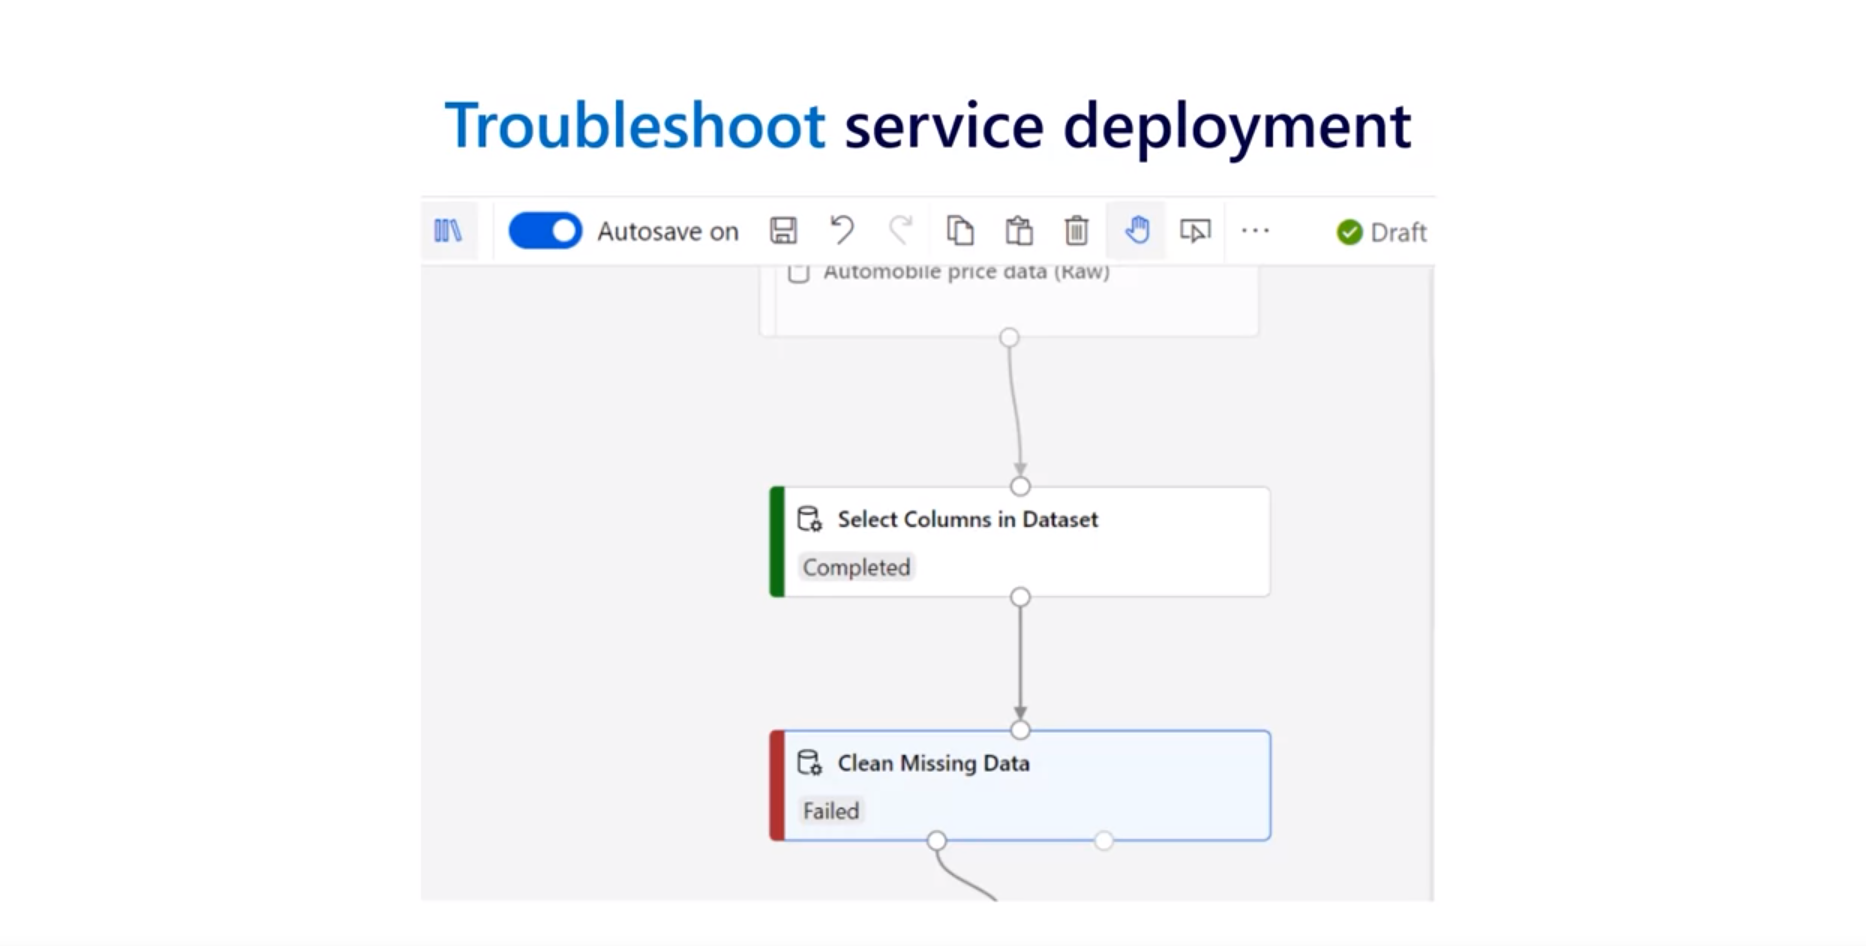 Troubleshoot service deployment
Autosave on
Draft
Automobile price data (Raw)
Select Columns in Dataset
Completed
Clean Missing Data
Failed